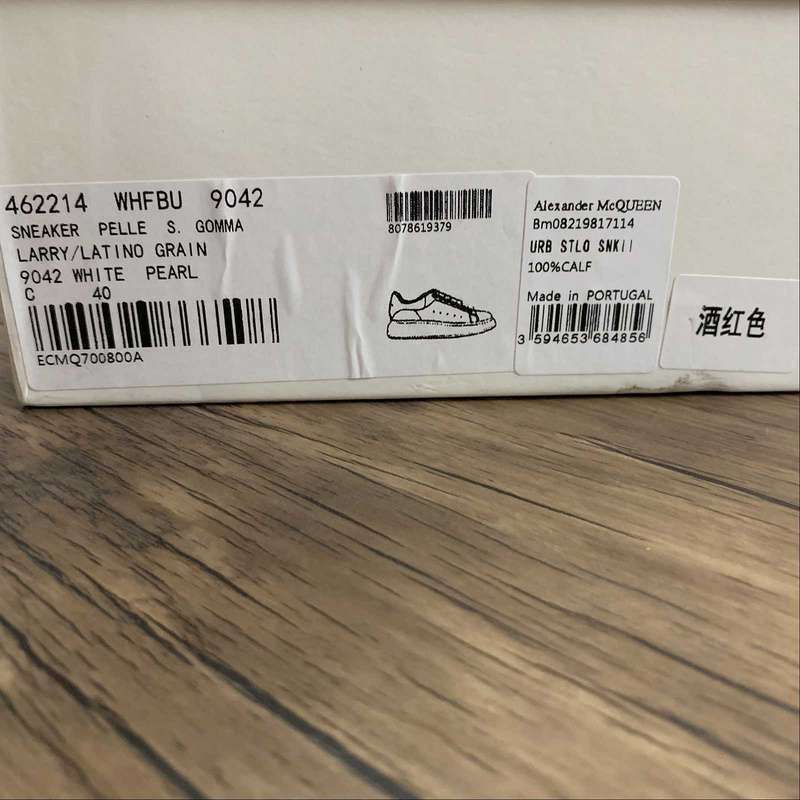 462214 WHFBU 9042
SNEAKER PELLE S. GOMMA
LARRY/LATINO GRAIN
9042 WHITE PEARL
C 40
ECMQ700800A
8078619379
Alexander McQUEEN
Bm08219817114
URB STLO SNKII
100%CALF
Made in PORTUGAL
3 594653 684856
酒红色